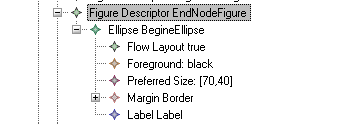 Figure Descriptor EndNodeFigure
Ellipse BegineEllipse
Flow Layout true
Foreground: black
Preferred Size: [70,40]
Margin Border
Label Label